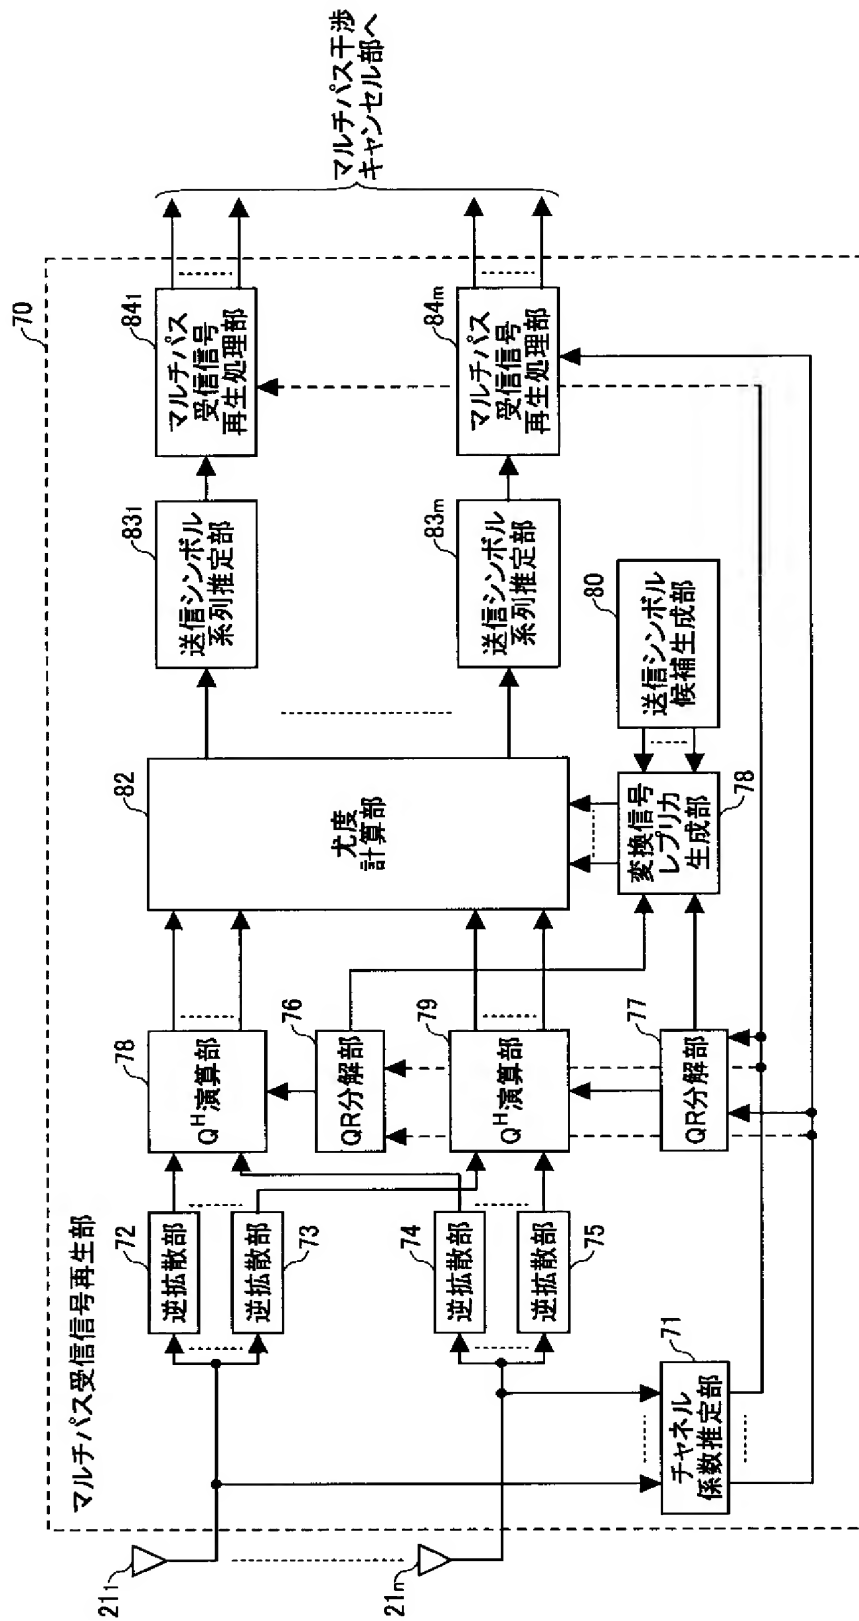 70
マルチパス受信信号再生部
21₁
21ₙ
71
チャネル
係数推定部
72
逆拡散部
73
逆拡散部
74
逆拡散部
75
逆拡散部
78
Qᴴ演算部
76
QR分解部
79
Qᴴ演算部
77
QR分解部
82
尤度
計算部
変換信号
レプリカ
生成部
78
80
送信シンボル
候補生成部
83₁
送信シンボル
系列推定部
83ₘ
送信シンボル
系列推定部
84₁
マルチパス
受信信号
再生処理部
84ₘ
マルチパス
受信信号
再生処理部
マルチパス干渉
キャンセル部へ